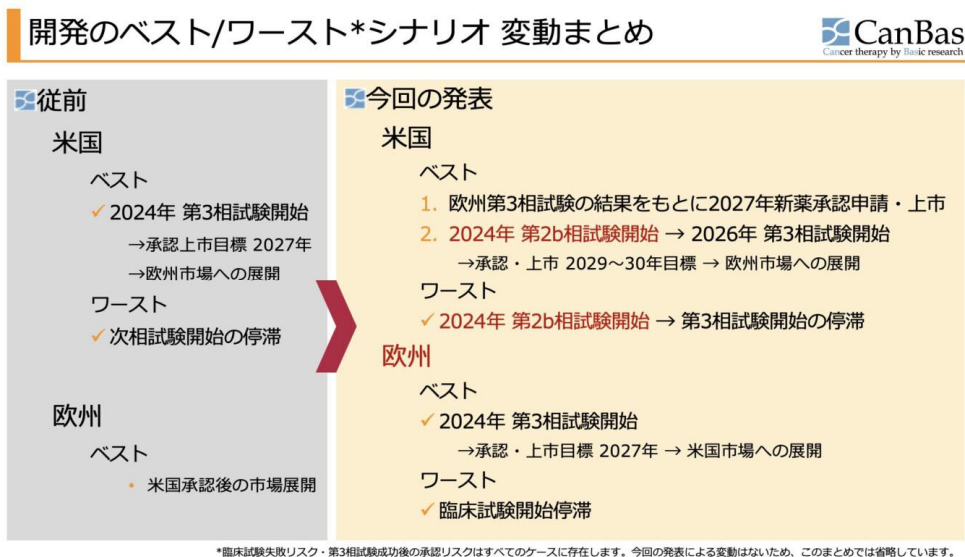 開発のベスト/ワースト*シナリオ 変動まとめ
CanBas
Cancer therapy by Basic research
従前
米国
ベスト
✓2024年 第3相試験開始
→承認上市目標 2027年
→欧州市場への展開
ワースト
✓次相試験開始の停滞
欧州
ベスト
• 米国承認後の市場展開
今回の発表
米国
ベスト
1. 欧州第3相試験の結果をもとに2027年新薬承認申請・上市
2. 2024年 第2b相試験開始 → 2026年 第3相試験開始
→承認・上市 2029~30年目標 → 欧州市場への展開
ワースト
✓2024年 第2b相試験開始 → 第3相試験開始の停滞
欧州
ベスト
✓2024年 第3相試験開始
→承認・上市目標 2027年 → 米国市場への展開
ワースト
✓臨床試験開始停滞
*臨床試験失敗リスク・第3相試験成功後の承認リスクはすべてのケースに存在します。今回の発表による変動はないため、このまとめでは省略しています。